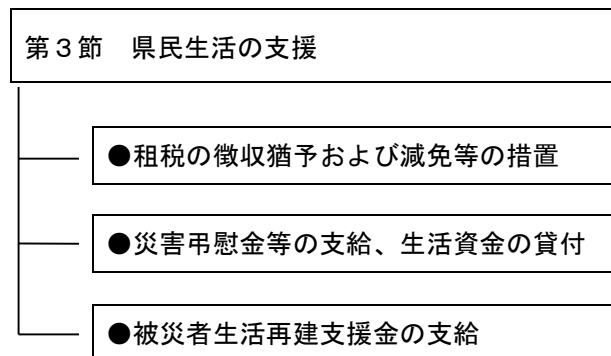 第３節　県民生活の支援
●租税の徴収猶予および減免等の措置
●災害弔慰金等の支給、生活資金の貸付
●被災者生活再建支援金の支給